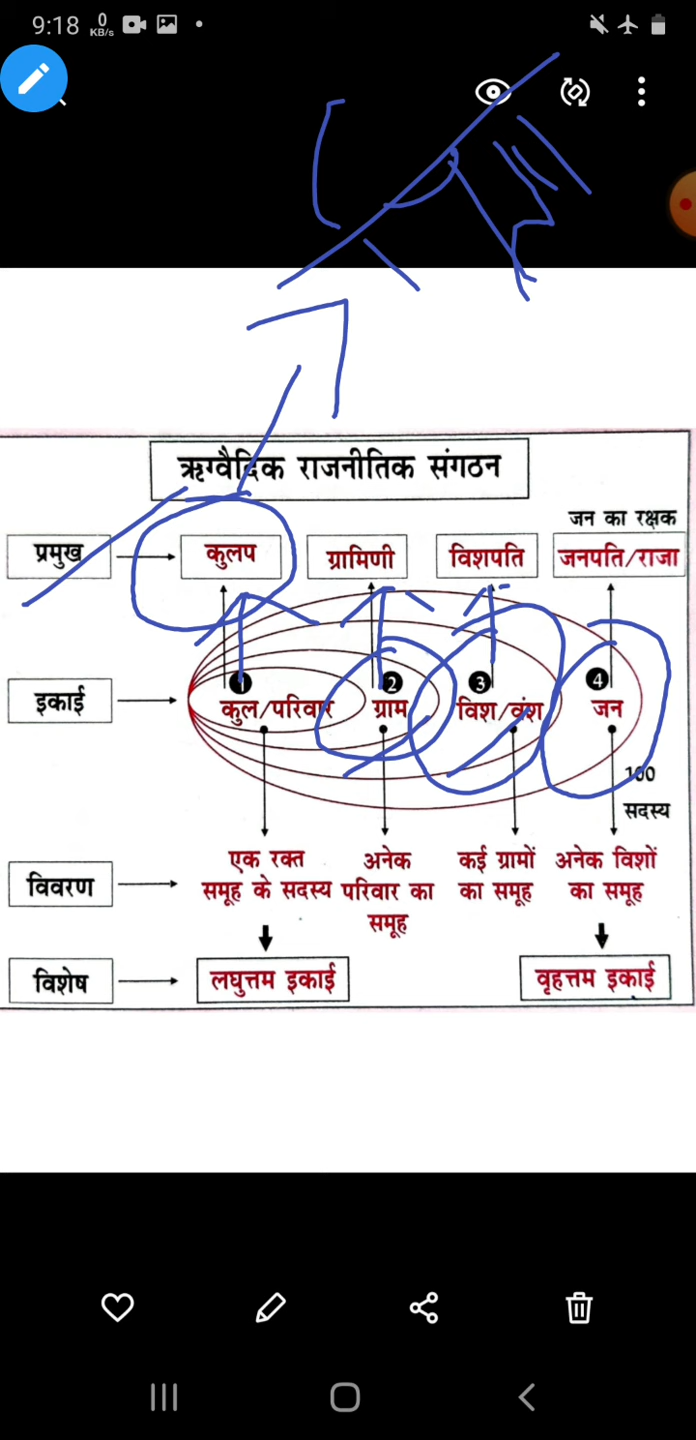 9:18 0 KB/s
ऋग्वैदिक राजनीतिक संगठन
जन का रक्षक
प्रमुख कुलप ग्रामिणी विशपति जनपति/राजा
1 2 3 4
इकाई कुल/परिवार ग्राम विश/वंश जन
100
सदस्य
एक रक्त अनेक कई ग्रामों अनेक विशों
विवरण समूह के सदस्य परिवार का का समूह का समूह
समूह
विशेष लघुत्तम इकाई वृहत्तम इकाई